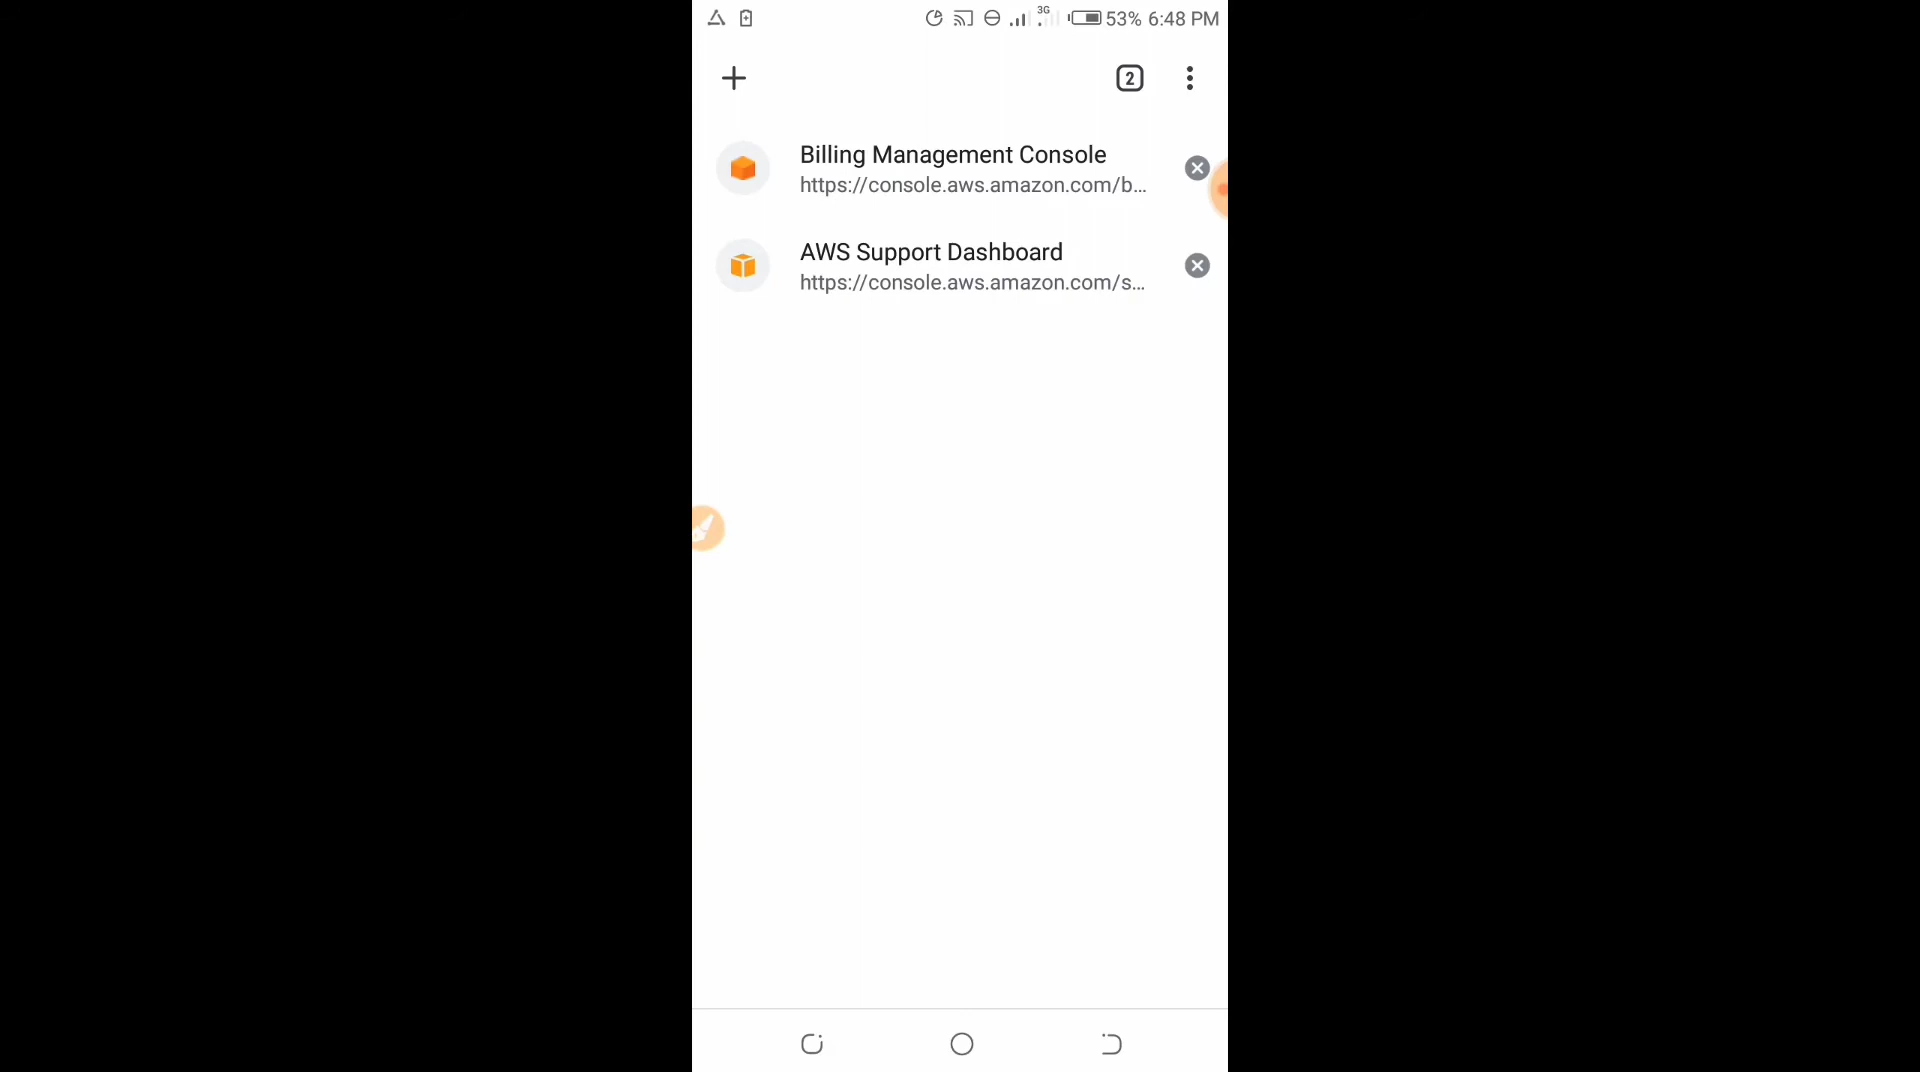 3G
53% 6:48 PM
2
Billing Management Console
https://console.aws.amazon.com/b...
AWS Support Dashboard
https://console.aws.amazon.com/s...